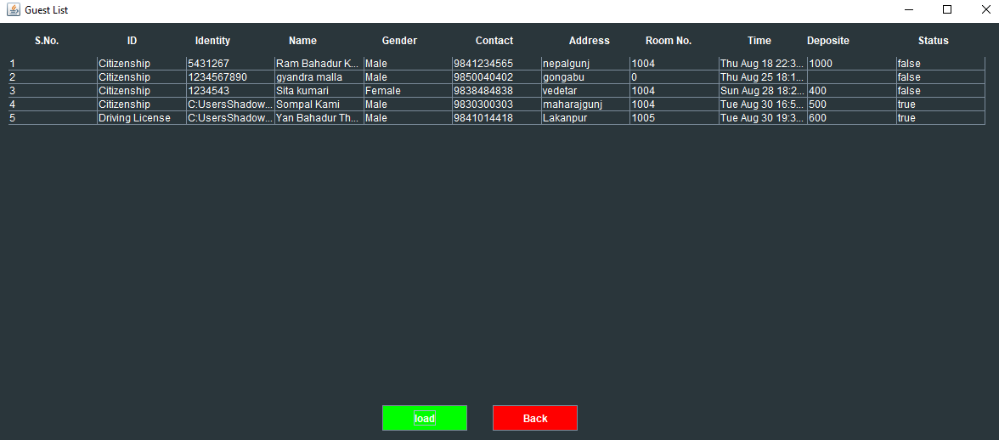 Guest List
S.No. ID Identity Name Gender Contact Address Room No. Time Deposite Status
1 Citizenship 5431267 Ram Bahadur K... Male 9841234565 nepalgunj 1004 Thu Aug 18 22:3... 1000 false
2 Citizenship 1234567890 gyandra malla Male 9850040402 gongabu 0 Thu Aug 25 18:1... false
3 Citizenship 1234543 Sita kumari Female 9838484838 vedetar 1004 Sun Aug 28 18:2... 400 false
4 Citizenship C:UsersShadow... Sompal Kami Male 9830300303 maharajgunj 1004 Tue Aug 30 16:5... 500 true
5 Driving License C:UsersShadow... Yan Bahadur Th... Male 9841014418 Lakanpur 1005 Tue Aug 30 19:3... 600 true
load Back